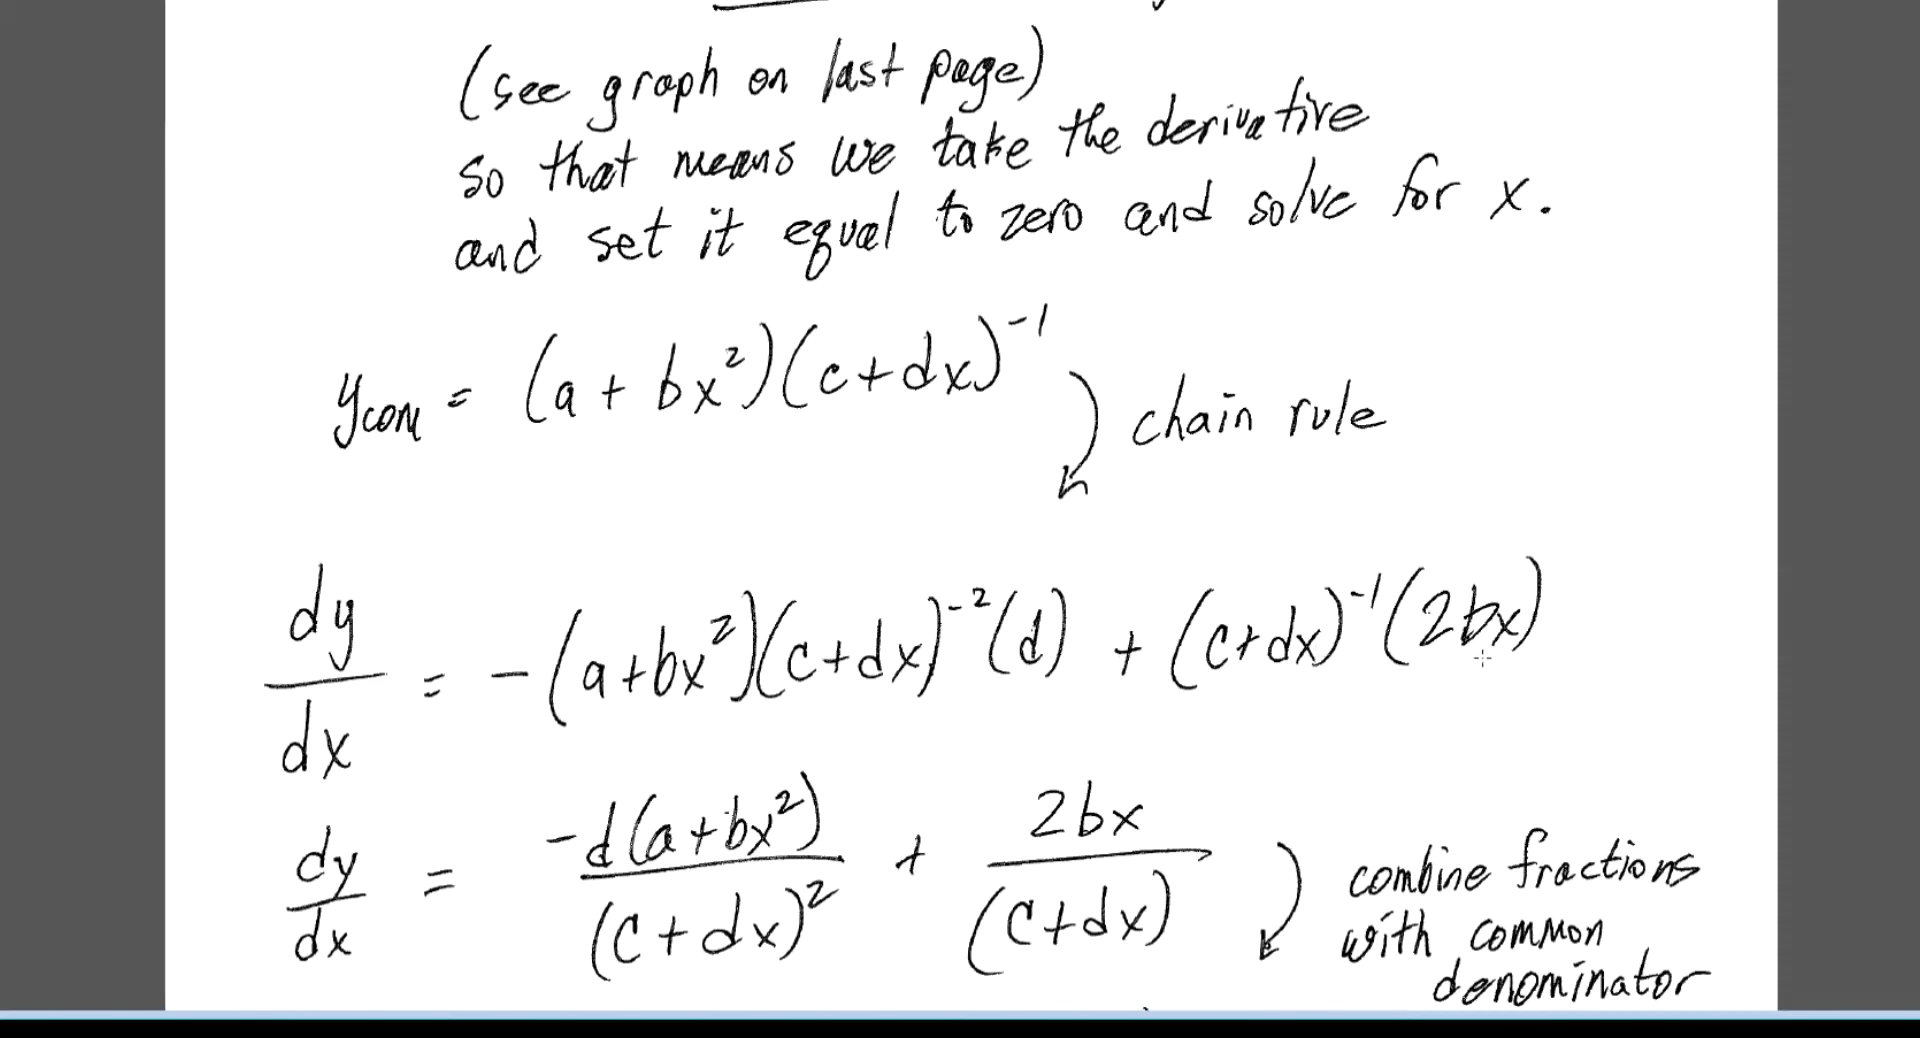 (see graph on last page)
so that means we take the derivative
and set it equal to zero and solve for x.
y_com = (a + bx²)(c+dx)⁻¹
chain rule
dy/dx = -(a+bx²)(c+dx)⁻²(d) + (c+dx)⁻¹(2bx)
dy/dx = -d(a+bx²)/(c+dx)² + 2bx/(c+dx)
combine fractions
with common
denominator